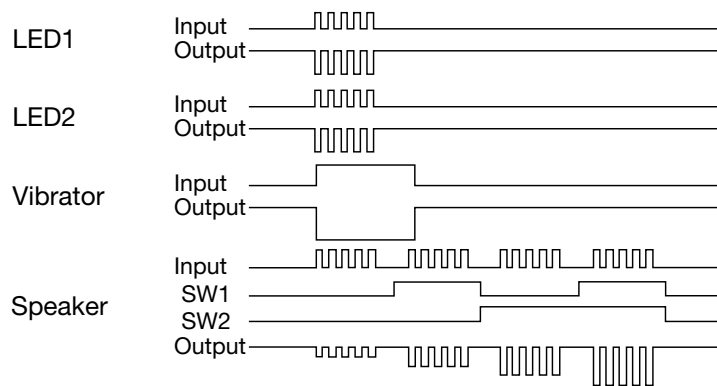 LED1
Input
Output
LED2
Input
Output
Vibrator
Input
Output
Speaker
Input
SW1
SW2
Output